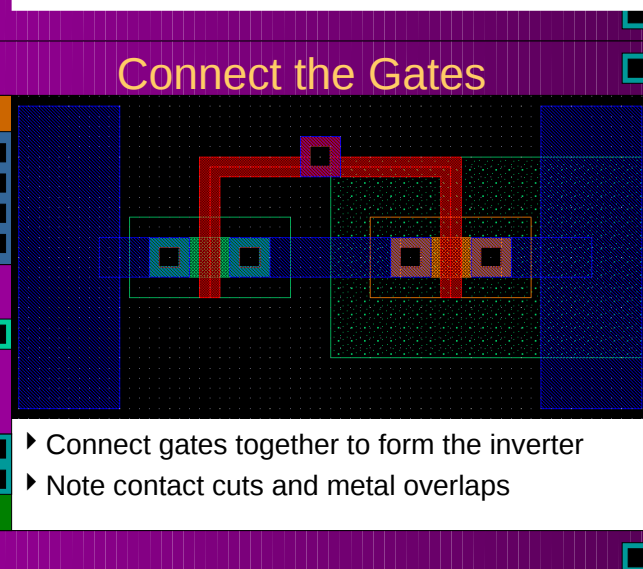 Connect the Gates
Connect gates together to form the inverter
Note contact cuts and metal overlaps